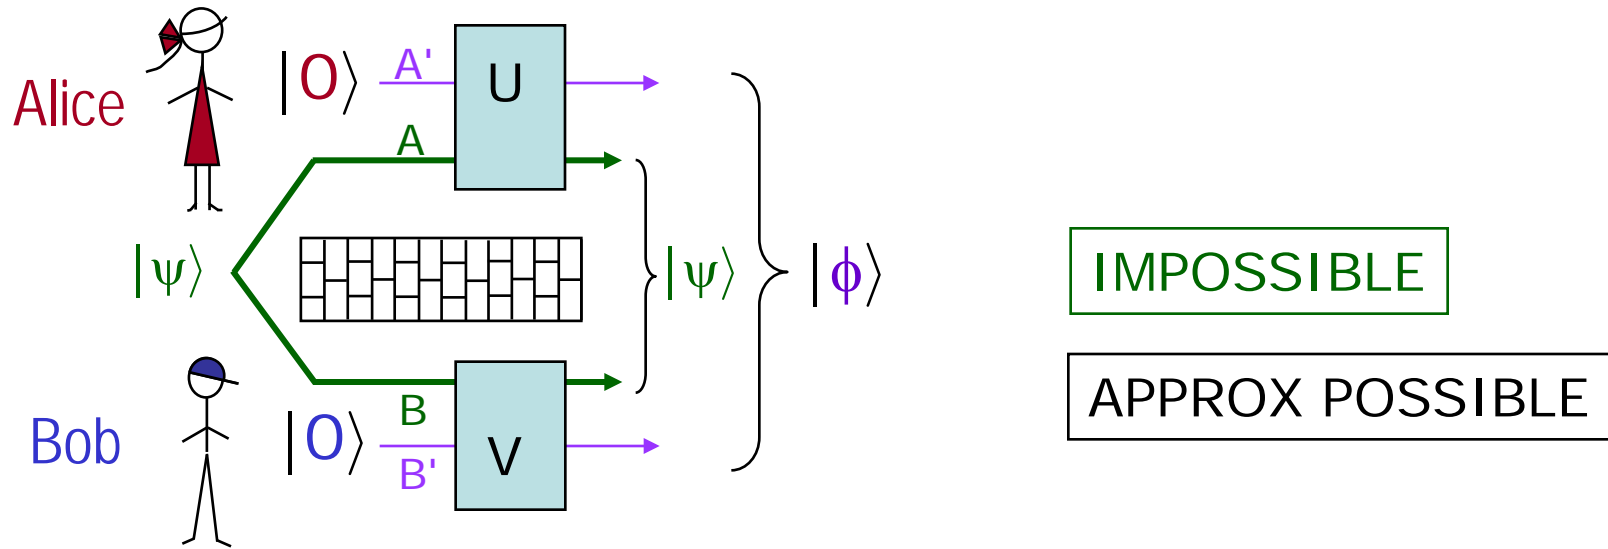 Alice
|0⟩
A'
A
U
|ψ⟩
|ψ⟩
|ϕ⟩
IMPOSSIBLE
APPROX POSSIBLE
Bob
|0⟩
B
B'
V